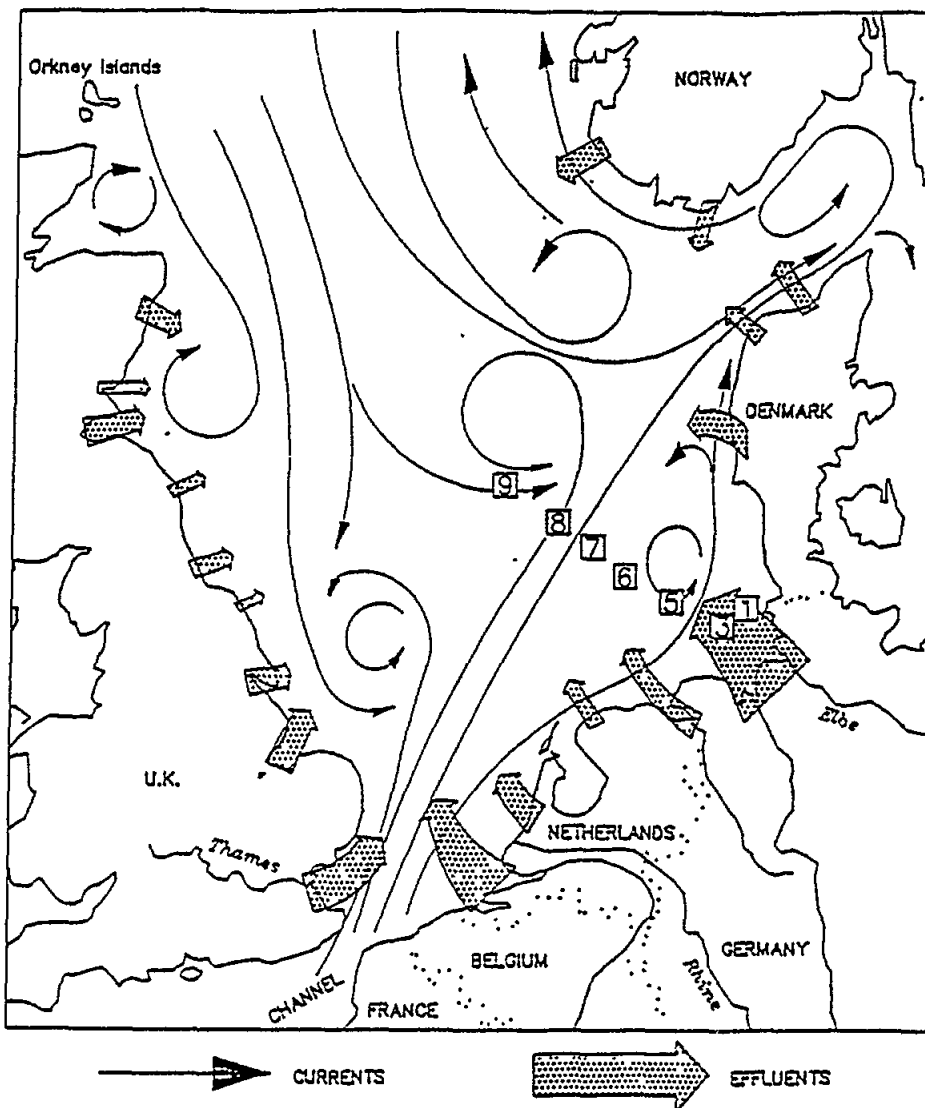 Orkney Islands
NORWAY
DENMARK
9
8
7
6
5
1
3
Elbe
U.K.
Thames
NETHERLANDS
BELGIUM
GERMANY
Rhine
CHANNEL
FRANCE
CURRENTS
EFFLUENTS